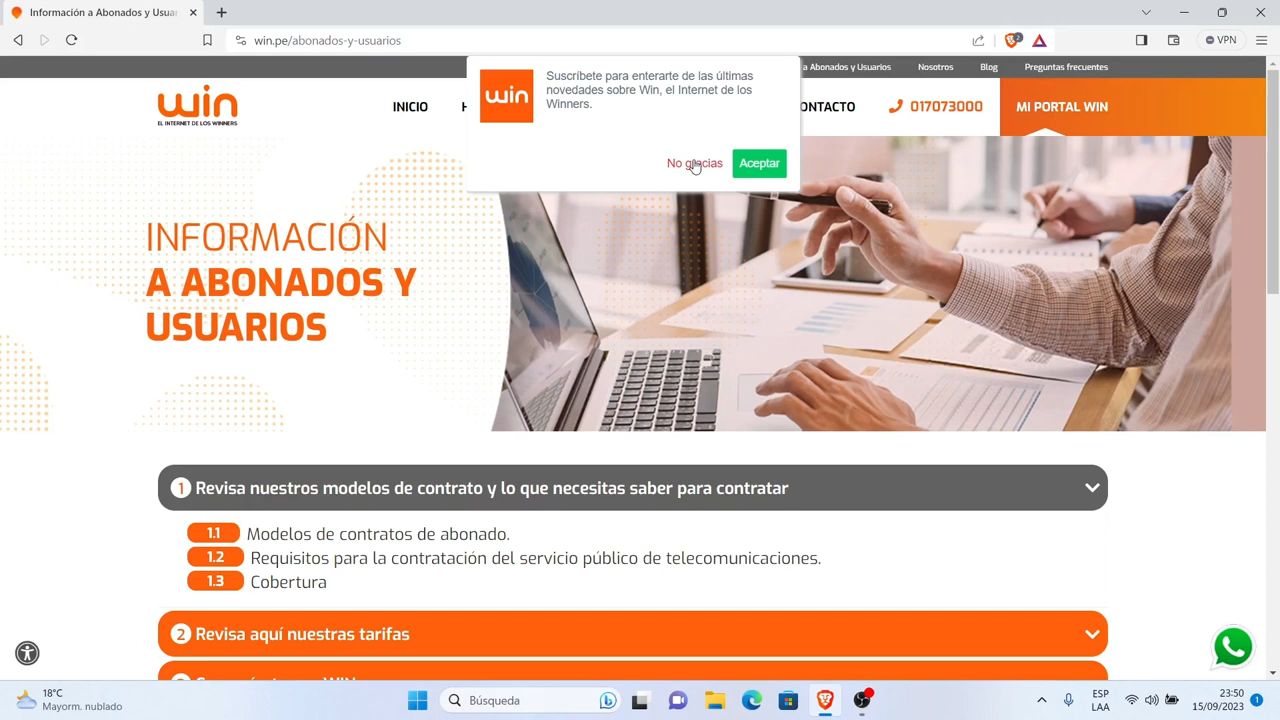 Información a Abonados y Usua
win.pe/abonados-y-usuarios
2
VPN
a Abonados y Usuarios
Nosotros
Blog
Preguntas frecuentes
win
EL INTERNET DE LOS WINNERS
INICIO
H
ONTACTO
017073000
MI PORTAL WIN
win
Suscríbete para enterarte de las últimas
novedades sobre Win, el Internet de los
Winners.
No gracias
Aceptar
INFORMACIÓN
A ABONADOS Y
USUARIOS
1 Revisa nuestros modelos de contrato y lo que necesitas saber para contratar
1.1 Modelos de contratos de abonado.
1.2 Requisitos para la contratación del servicio público de telecomunicaciones.
1.3 Cobertura
2 Revisa aquí nuestras tarifas
18°C
Mayorm. nublado
Búsqueda
ESP
LAA
23:50
15/09/2023
1